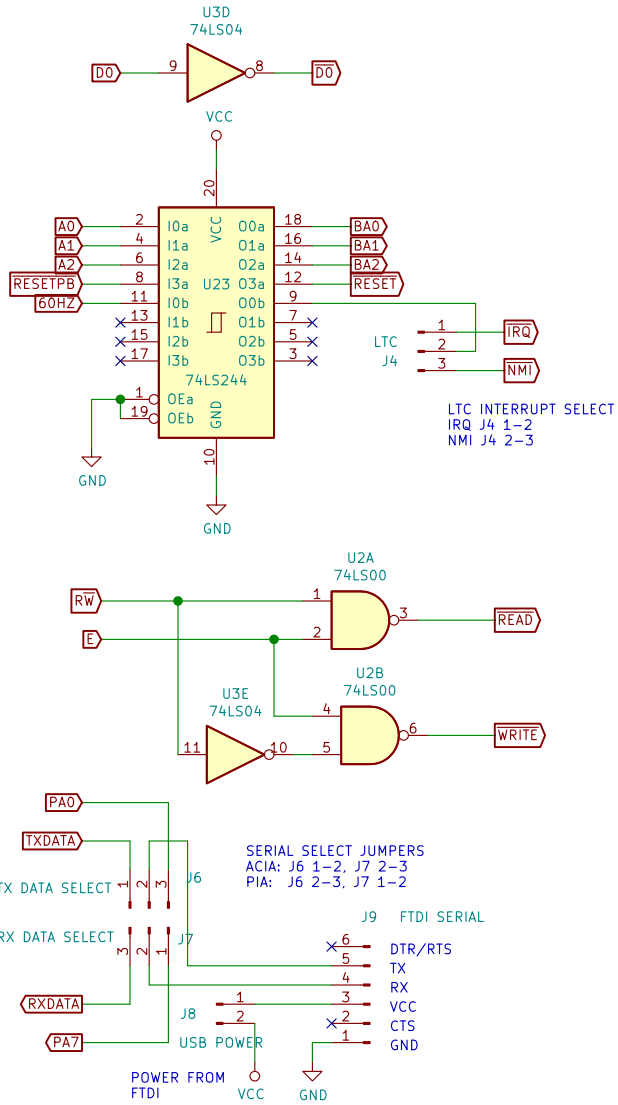 U3D
74LS04
D0 9 8 D0
VCC
20
VCC
A0 2 I0a O0a 18 BA0
A1 4 I1a O1a 16 BA1
A2 6 I2a O2a 14 BA2
RESETPB 8 I3a U23 O3a 12 RESET
60HZ 11 I0b O0b 9
13 I1b O1b 7
15 I2b O2b 5
17 I3b O3b 3
74LS244
1 OEa
19 OEb
GND
10
GND
GND
LTC
J4
1 IRQ
2
3 NMI
LTC INTERRUPT SELECT
IRQ J4 1-2
NMI J4 2-3
U2A
74LS00
RW 1
E 2
3 READ
U2B
74LS00
U3E
74LS04
4
11 10 5
6 WRITE
PA0
TXDATA
SERIAL SELECT JUMPERS
ACIA: J6 1-2, J7 2-3
PIA: J6 2-3, J7 1-2
1 2 3 J6
TX DATA SELECT
RX DATA SELECT
3 2 1 J7
RXDATA
PA7
J9 FTDI SERIAL
6 DTR/RTS
5 TX
4 RX
3 VCC
2 CTS
1 GND
J8
1
2
USB POWER
POWER FROM
FTDI
VCC
GND